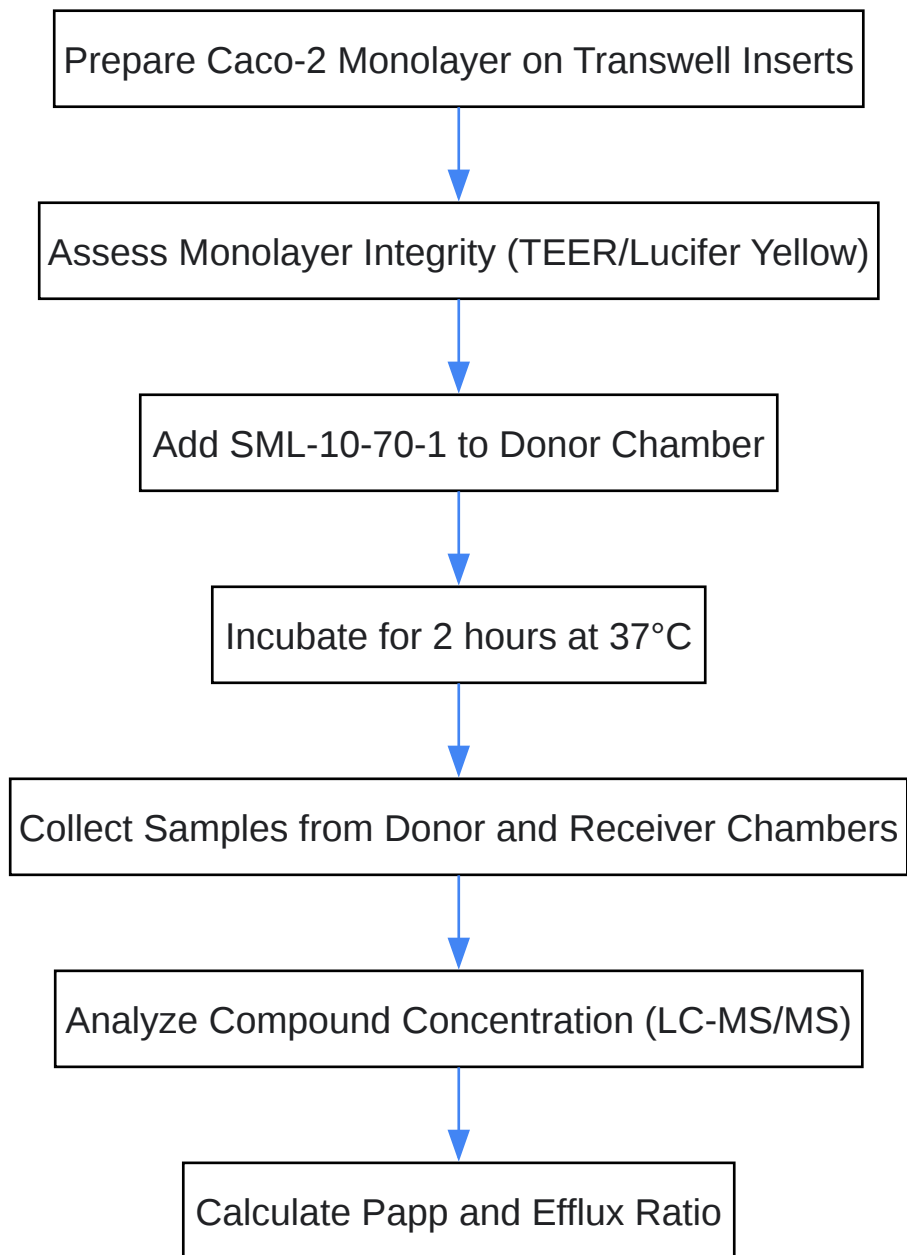 Prepare Caco-2 Monolayer on Transwell Inserts
Assess Monolayer Integrity (TEER/Lucifer Yellow)
Add SML-10-70-1 to Donor Chamber
Incubate for 2 hours at 37°C
Collect Samples from Donor and Receiver Chambers
Analyze Compound Concentration (LC-MS/MS)
Calculate Papp and Efflux Ratio